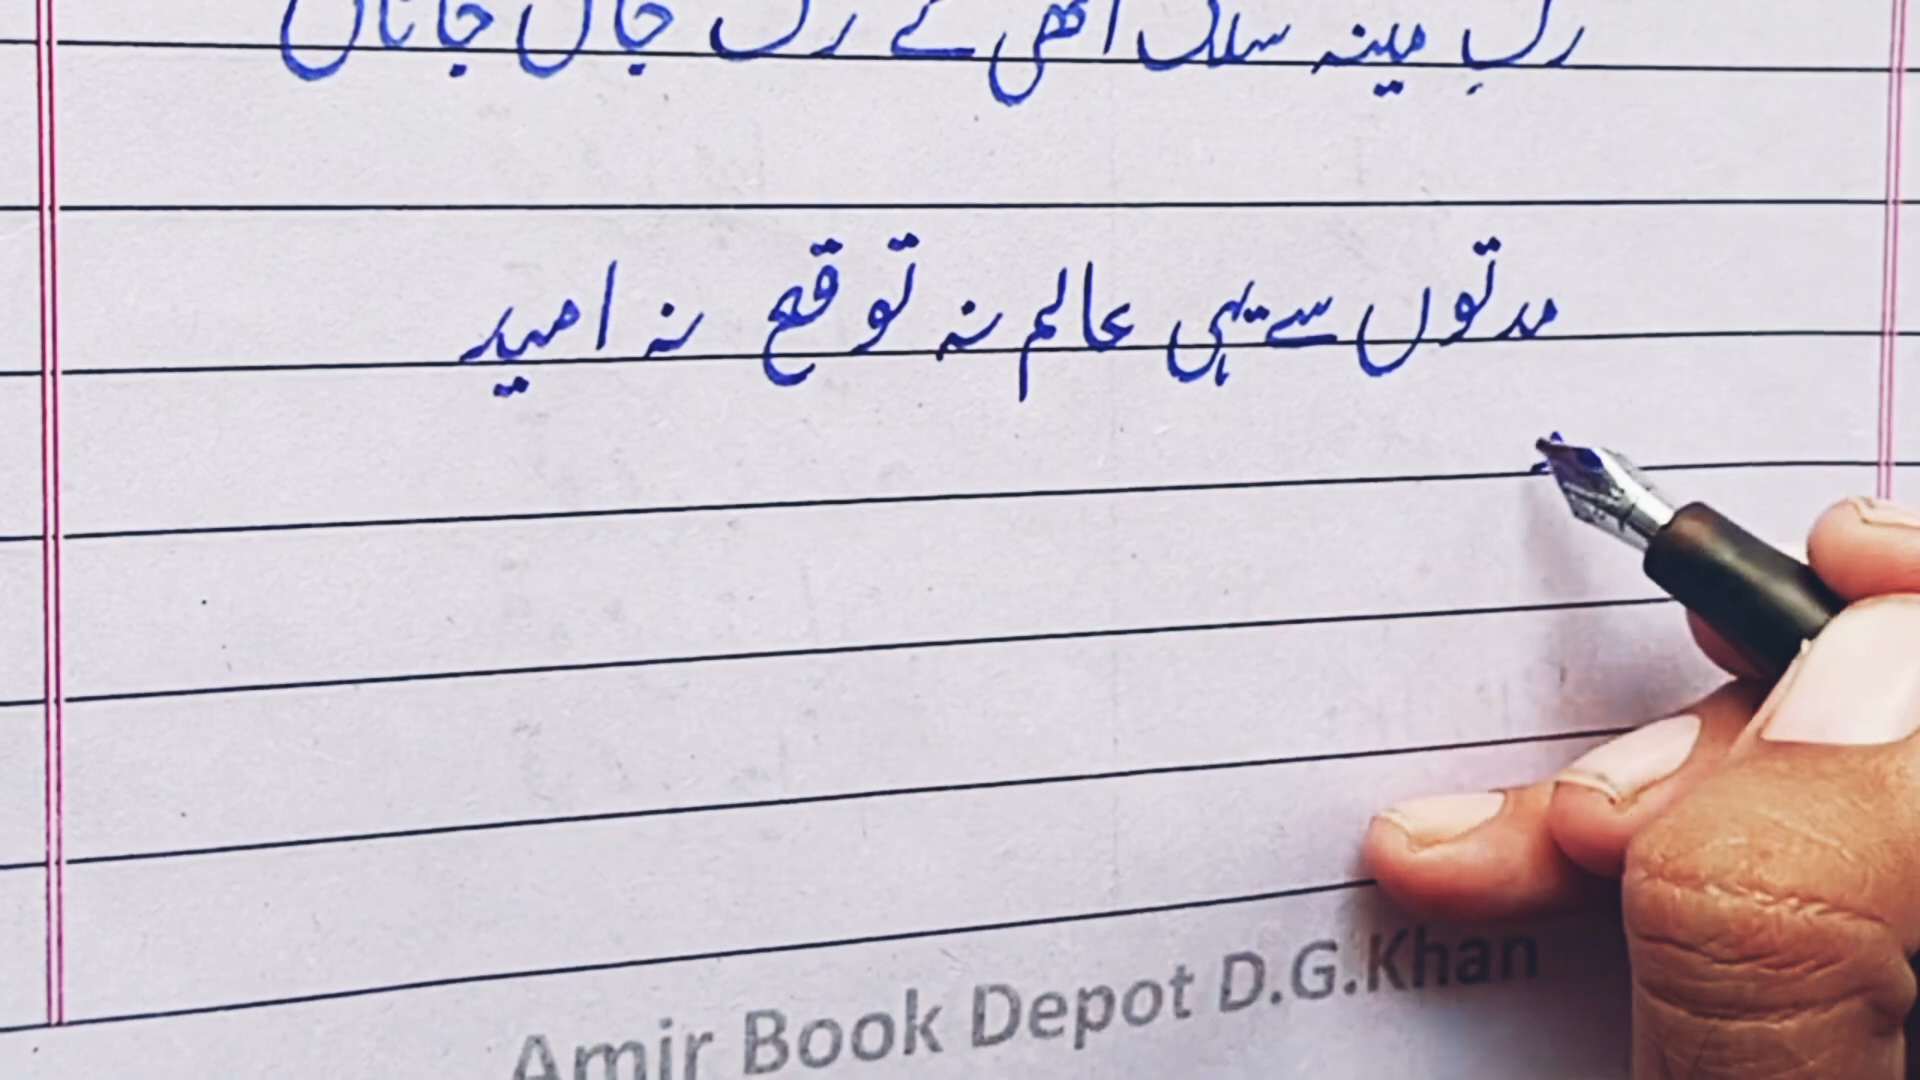 رگِ مینہ سلگ اٹھی کے رگ جاں جاناں
مدتوں سے یہی عالم نہ توقع نہ امید
Amir Book Depot D.G.Khan